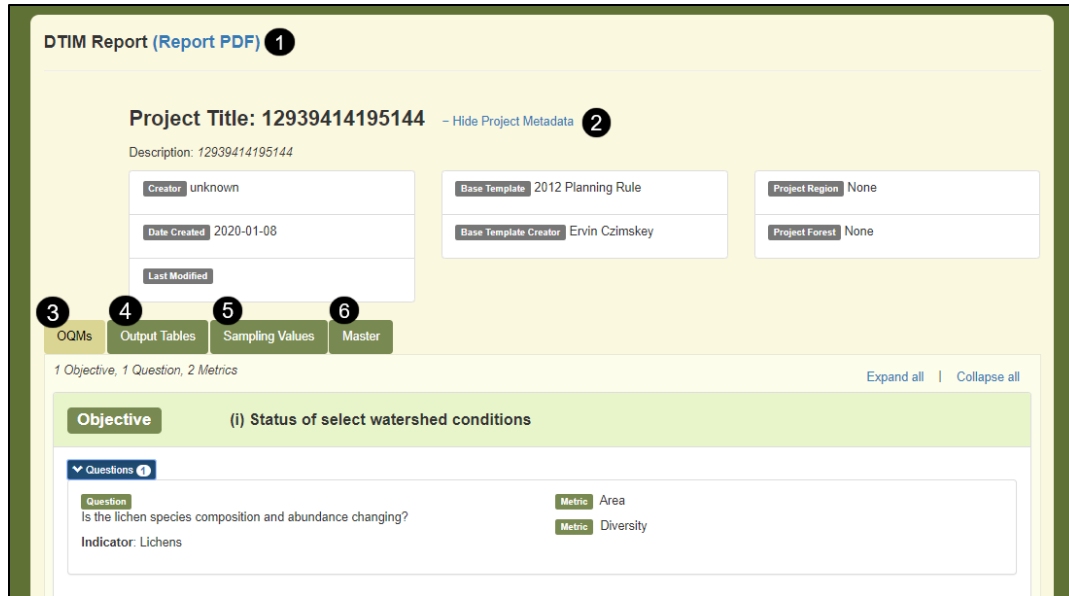 DTIM Report (Report PDF) 1
Project Title: 12939414195144 − Hide Project Metadata 2
Description: 12939414195144
Creator unknown
Base Template 2012 Planning Rule
Project Region None
Date Created 2020-01-08
Base Template Creator Ervin Czimskey
Project Forest None
Last Modified
3 4 5 6
OQMs Output Tables Sampling Values Master
1 Objective, 1 Question, 2 Metrics
Expand all | Collapse all
Objective (i) Status of select watershed conditions
Questions 1
Question
Is the lichen species composition and abundance changing?
Indicator: Lichens
Metric Area
Metric Diversity